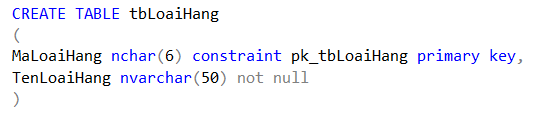 CREATE TABLE tbLoaiHang
(
MaLoaiHang nchar(6) constraint pk_tbLoaiHang primary key,
TenLoaiHang nvarchar(50) not null
)